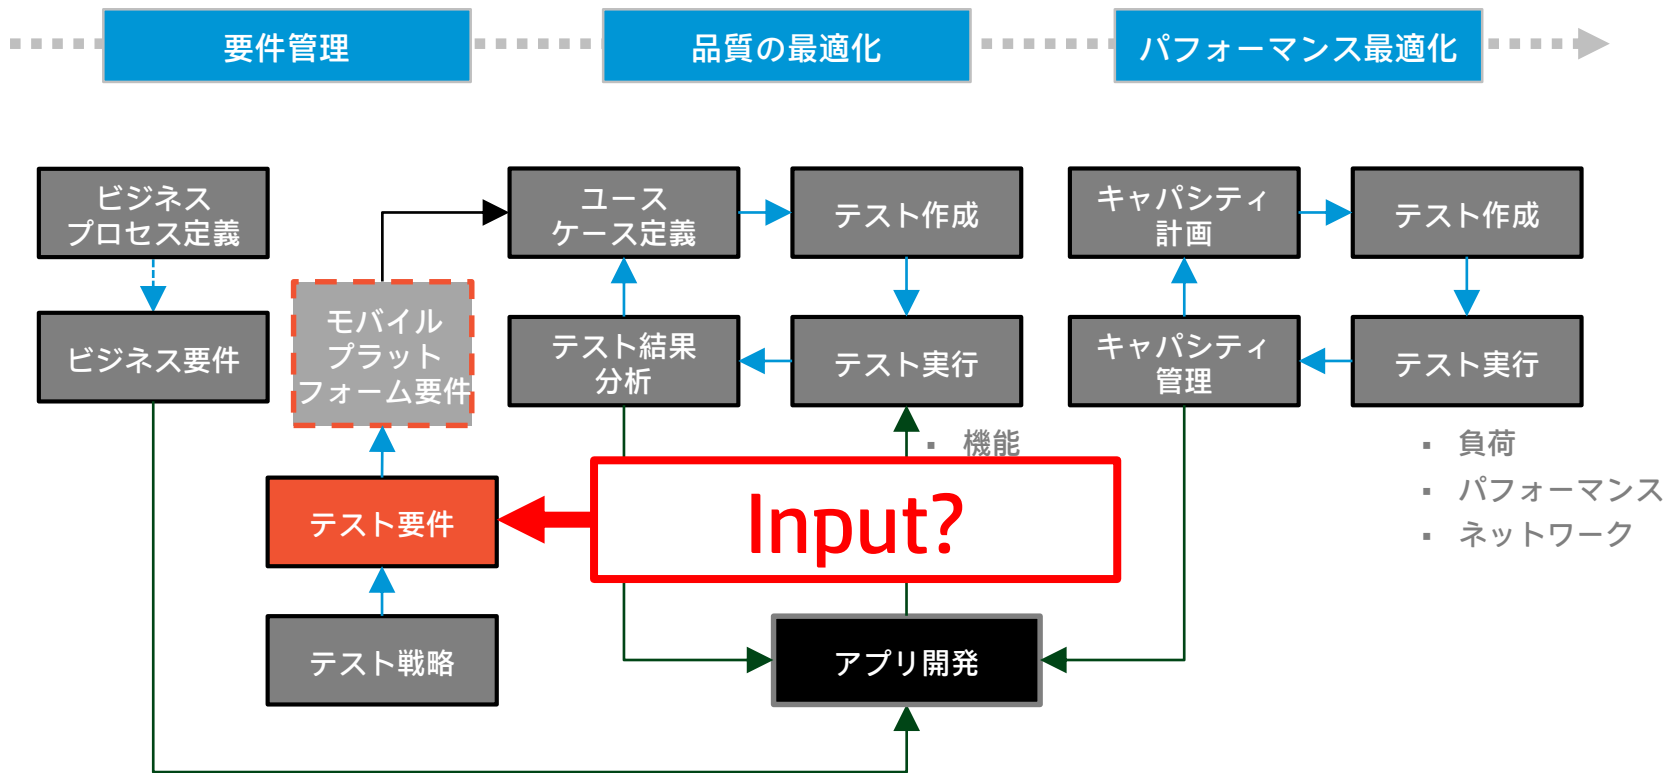 要件管理
品質の最適化
パフォーマンス最適化
ビジネス
プロセス定義
ユース
ケース定義
テスト作成
キャパシティ
計画
テスト作成
モバイル
プラット
フォーム要件
ビジネス要件
テスト結果
分析
テスト実行
キャパシティ
管理
テスト実行
▪ 機能
▪ 負荷
▪ パフォーマンス
▪ ネットワーク
テスト要件
Input?
テスト戦略
アプリ開発